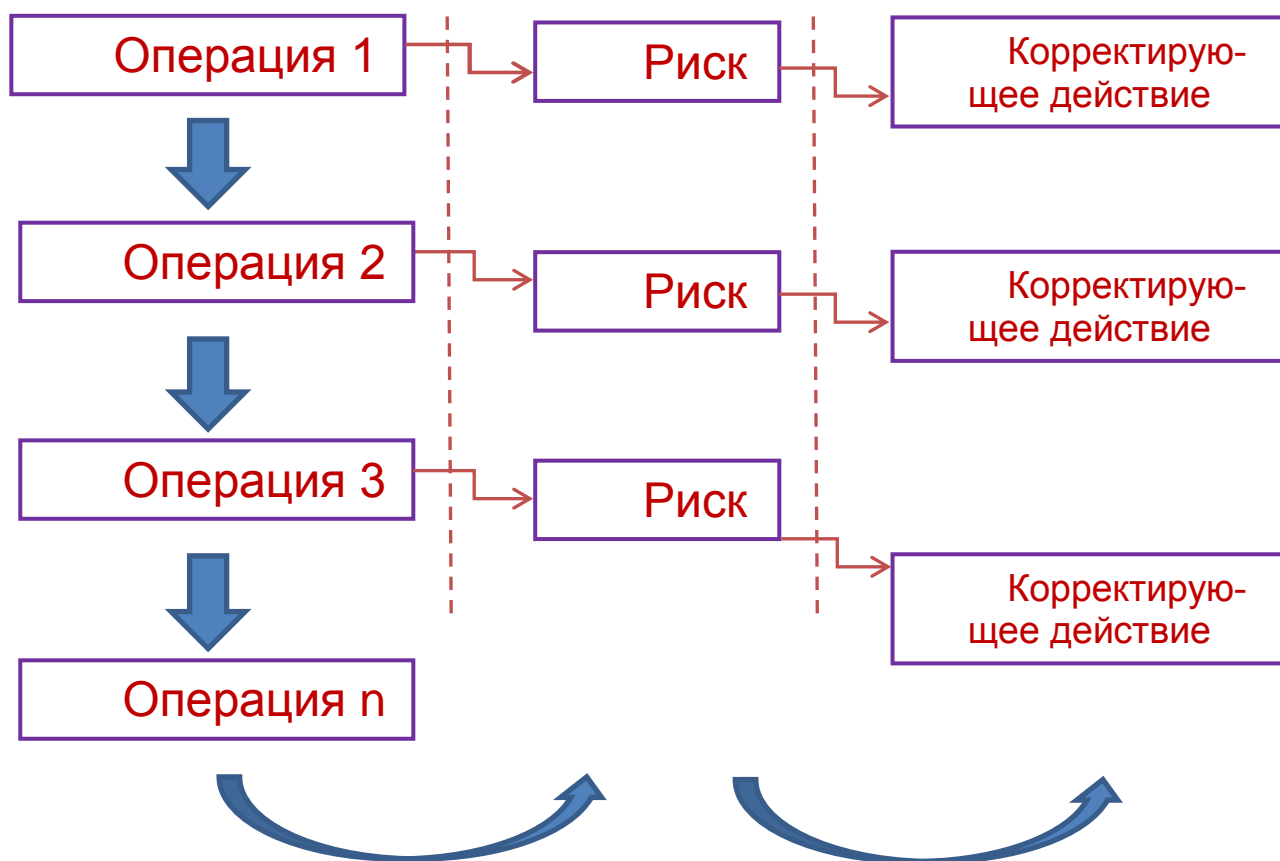 Операция 1
Риск
Корректирую-
щее действие
Операция 2
Риск
Корректирую-
щее действие
Операция 3
Риск
Корректирую-
щее действие
Операция n